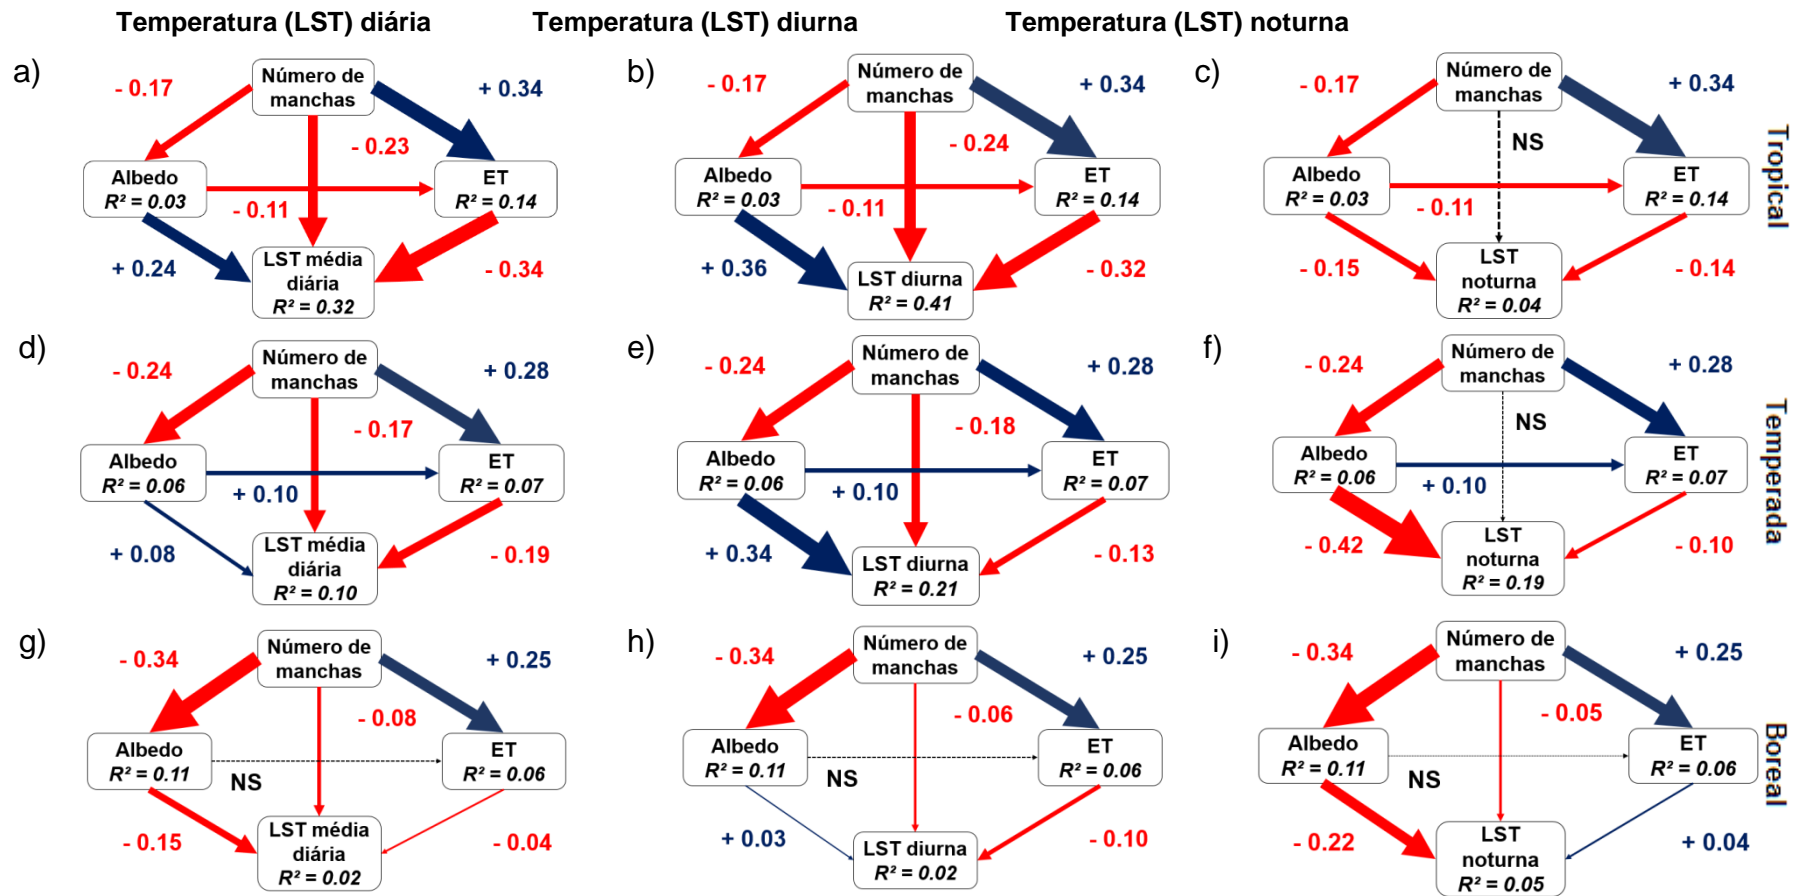 Temperatura (LST) diária
Temperatura (LST) diurna
Temperatura (LST) noturna
a)
- 0.17
Número de
manchas
+ 0.34
- 0.23
Albedo
R² = 0.03
ET
R² = 0.14
- 0.11
+ 0.24
LST média
diária
R² = 0.32
- 0.34
b)
- 0.17
Número de
manchas
+ 0.34
- 0.24
Albedo
R² = 0.03
ET
R² = 0.14
- 0.11
+ 0.36
LST diurna
R² = 0.41
- 0.32
c)
- 0.17
Número de
manchas
+ 0.34
NS
Albedo
R² = 0.03
ET
R² = 0.14
- 0.11
- 0.15
LST
noturna
R² = 0.04
- 0.14
Tropical
d)
- 0.24
Número de
manchas
+ 0.28
- 0.17
Albedo
R² = 0.06
ET
R² = 0.07
+ 0.10
+ 0.08
LST média
diária
R² = 0.10
- 0.19
e)
- 0.24
Número de
manchas
+ 0.28
- 0.18
Albedo
R² = 0.06
ET
R² = 0.07
+ 0.10
+ 0.34
LST diurna
R² = 0.21
- 0.13
f)
- 0.24
Número de
manchas
+ 0.28
NS
Albedo
R² = 0.06
ET
R² = 0.07
+ 0.10
- 0.42
LST
noturna
R² = 0.19
- 0.10
Temperada
g)
- 0.34
Número de
manchas
+ 0.25
- 0.08
Albedo
R² = 0.11
ET
R² = 0.06
NS
- 0.15
LST média
diária
R² = 0.02
- 0.04
h)
- 0.34
Número de
manchas
+ 0.25
- 0.06
Albedo
R² = 0.11
ET
R² = 0.06
NS
+ 0.03
LST diurna
R² = 0.02
- 0.10
i)
- 0.34
Número de
manchas
+ 0.25
- 0.05
Albedo
R² = 0.11
ET
R² = 0.06
NS
- 0.22
LST
noturna
R² = 0.05
+ 0.04
Boreal